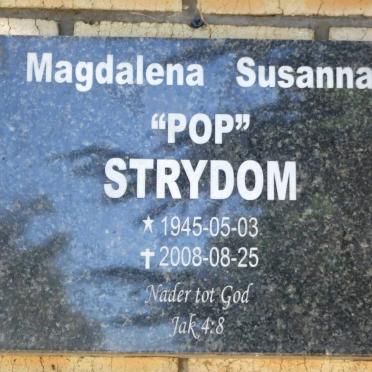 Magdalena Susanna
"POP"
STRYDOM
★ 1945-05-03
✝ 2008-08-25
Nader tot God
Jak 4:8